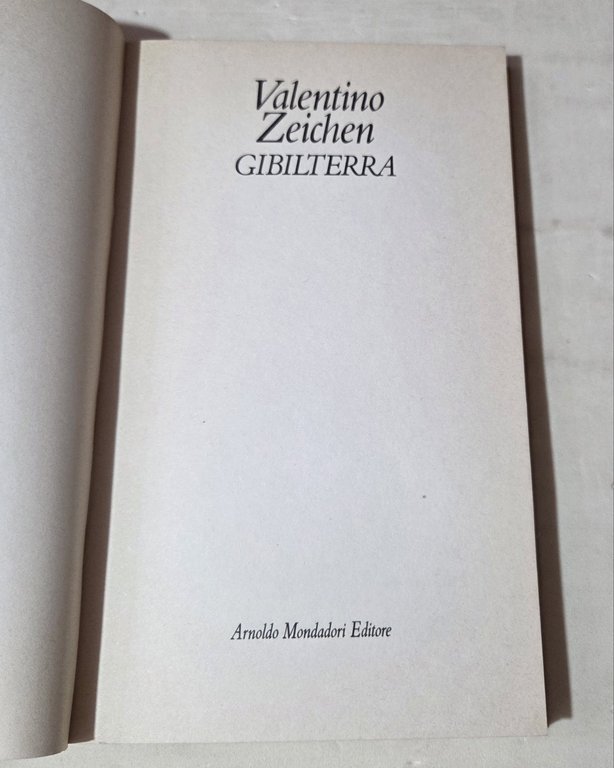 Valentino
Zeichen
GIBILTERRA
Arnoldo Mondadori Editore